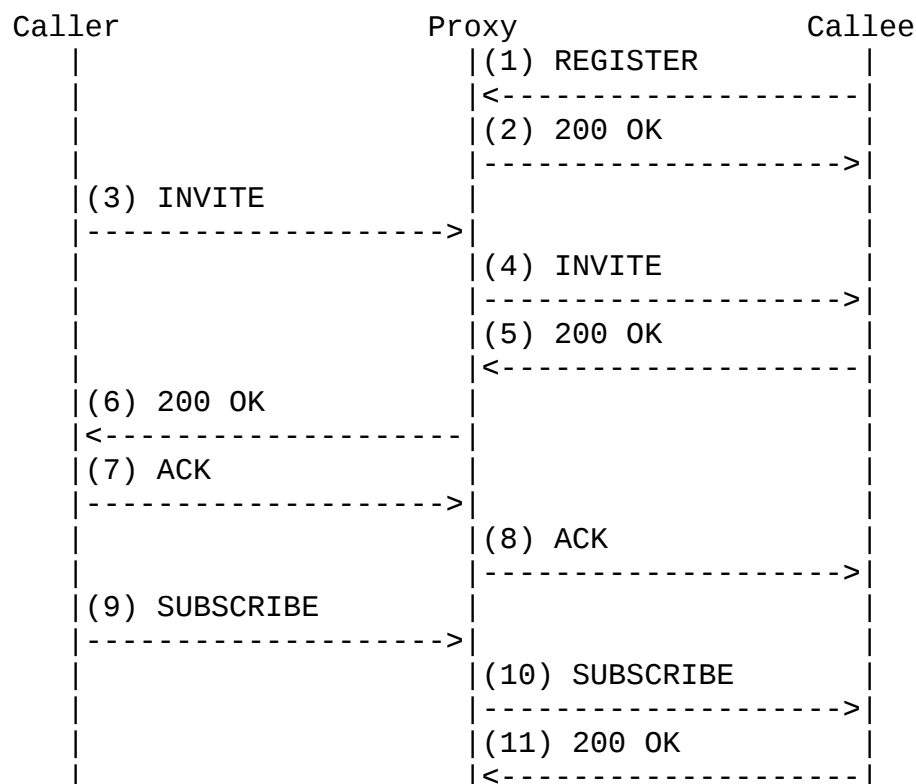 Caller Proxy Callee
| |(1) REGISTER |
| |<--------------------|
| |(2) 200 OK |
| |-------------------->|
|(3) INVITE | |
|-------------------->| |
| |(4) INVITE |
| |-------------------->|
| |(5) 200 OK |
| |<--------------------|
|(6) 200 OK | |
|<--------------------| |
|(7) ACK | |
|-------------------->| |
| |(8) ACK |
| |-------------------->|
|(9) SUBSCRIBE | |
|-------------------->| |
| |(10) SUBSCRIBE |
| |-------------------->|
| |(11) 200 OK |
| |<--------------------|